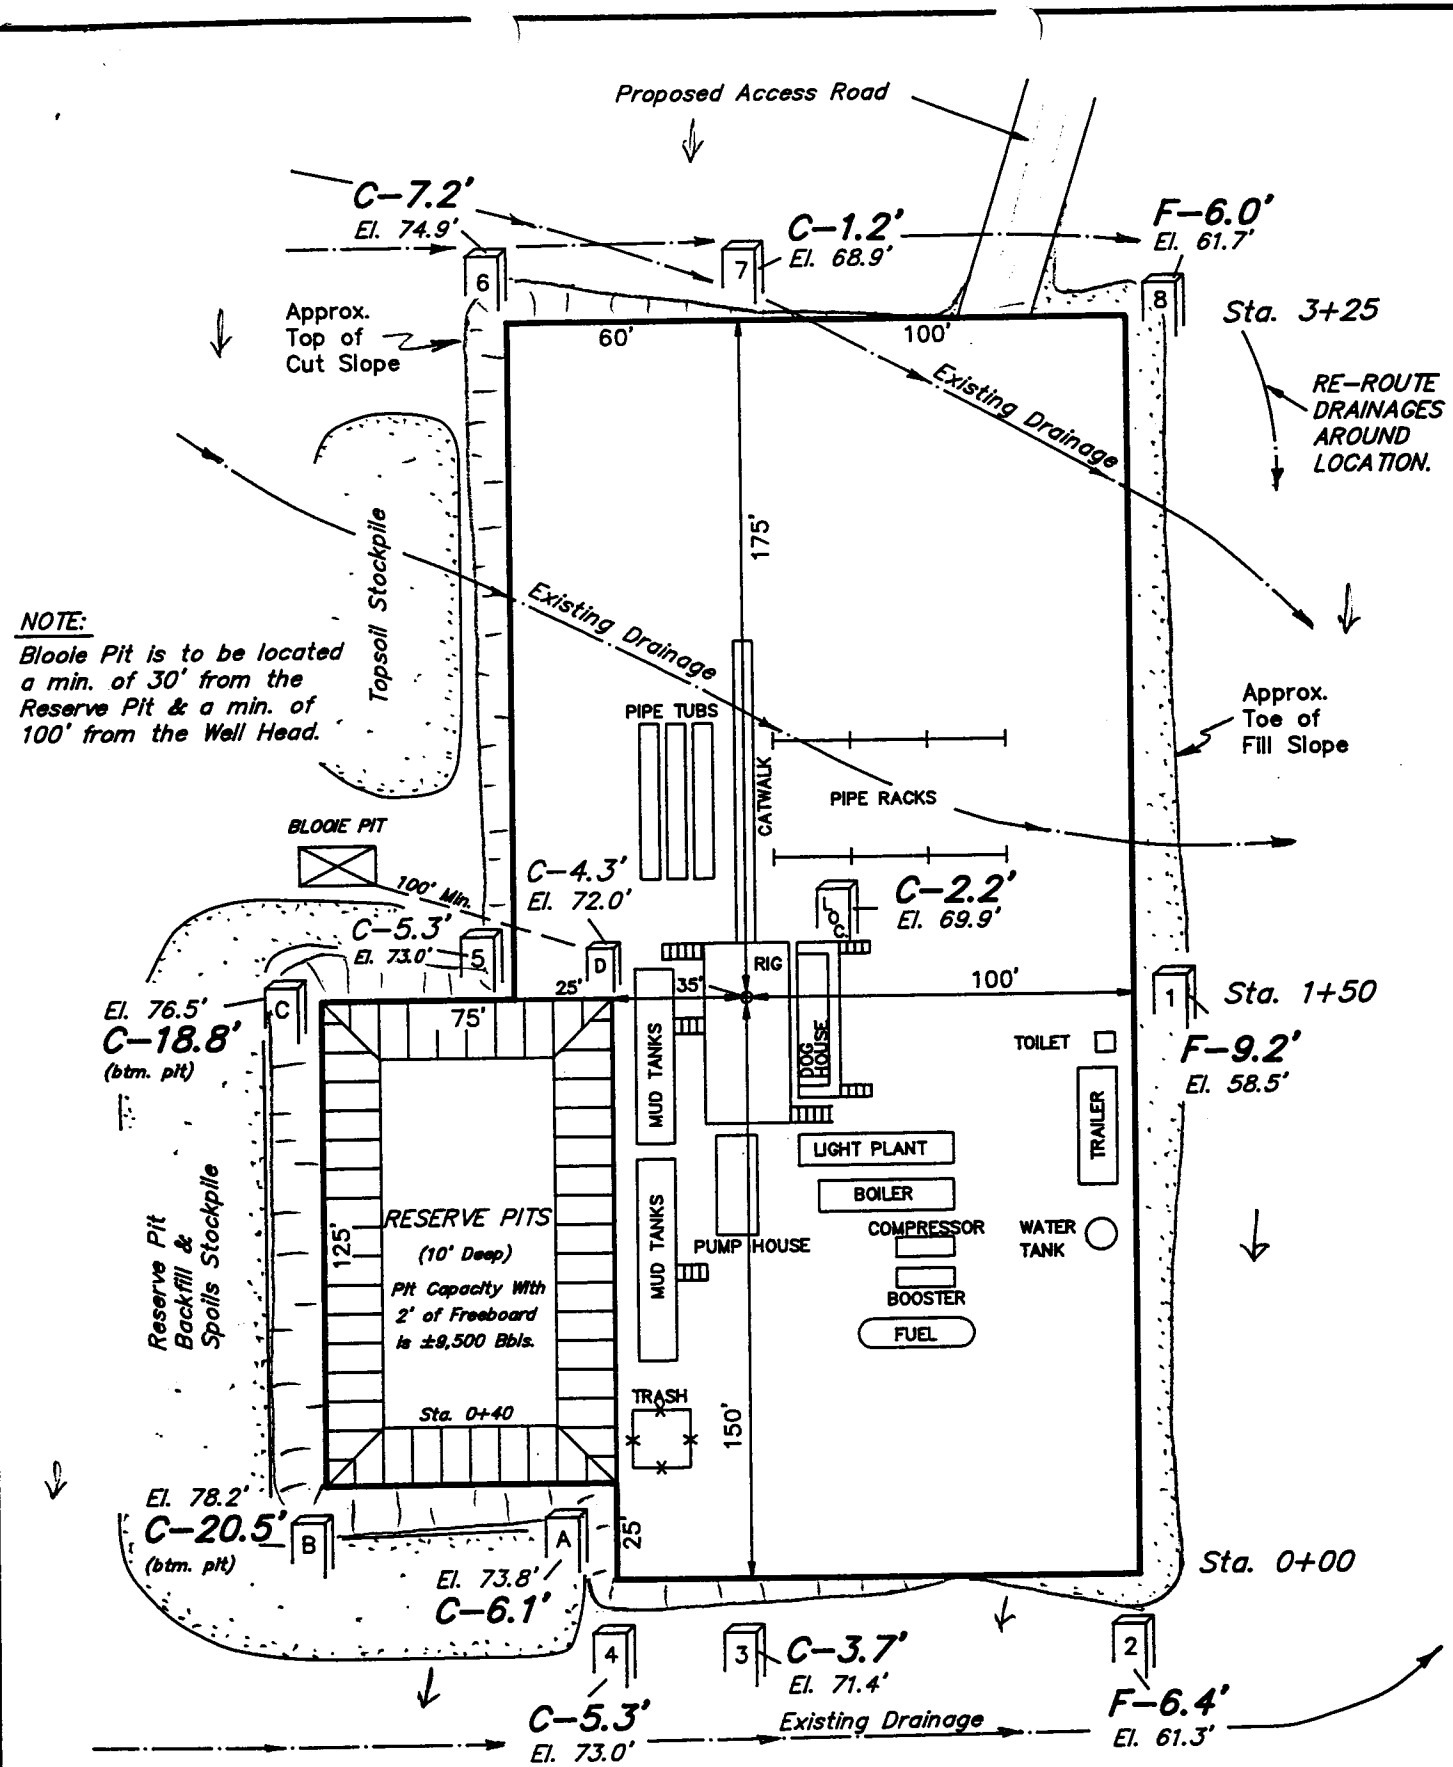 Proposed Access Road
C-7.2'
El. 74.9'
C-1.2'
El. 68.9'
F-6.0'
El. 61.7'
6
7
8
Sta. 3+25
Approx.
Top of
Cut Slope
60'
100'
RE-ROUTE
DRAINAGES
AROUND
LOCATION.
Existing Drainage
175'
Topsoil Stockpile
Existing Drainage
NOTE:
Blooie Pit is to be located
a min. of 30' from the
Reserve Pit & a min. of
100' from the Well Head.
Approx.
Toe of
Fill Slope
PIPE TUBS
CATWALK
PIPE RACKS
BLOOIE PIT
100' Min.
C-4.3'
El. 72.0'
C-2.2'
El. 69.9'
LOC.
C-5.3'
El. 73.0'
5
D
RIG
25'
35'
100'
1
Sta. 1+50
El. 76.5'
C-18.8'
(btm. pit)
C
75'
MUD TANKS
DOG
HOUSE
TOILET
F-9.2'
El. 58.5'
TRAILER
LIGHT PLANT
BOILER
COMPRESSOR
WATER
TANK
BOOSTER
FUEL
PUMP HOUSE
MUD TANKS
Reserve Pit
Backfill &
Spoils Stockpile
125'
RESERVE PITS
(10' Deep)
Pit Capacity With
2' of Freeboard
is ±9,500 Bbls.
Sta. 0+40
TRASH
150'
El. 78.2'
C-20.5'
(btm. pit)
B
A
25'
El. 73.8'
C-6.1'
Sta. 0+00
4
3
2
C-3.7'
El. 71.4'
C-5.3'
El. 73.0'
Existing Drainage
F-6.4'
El. 61.3'